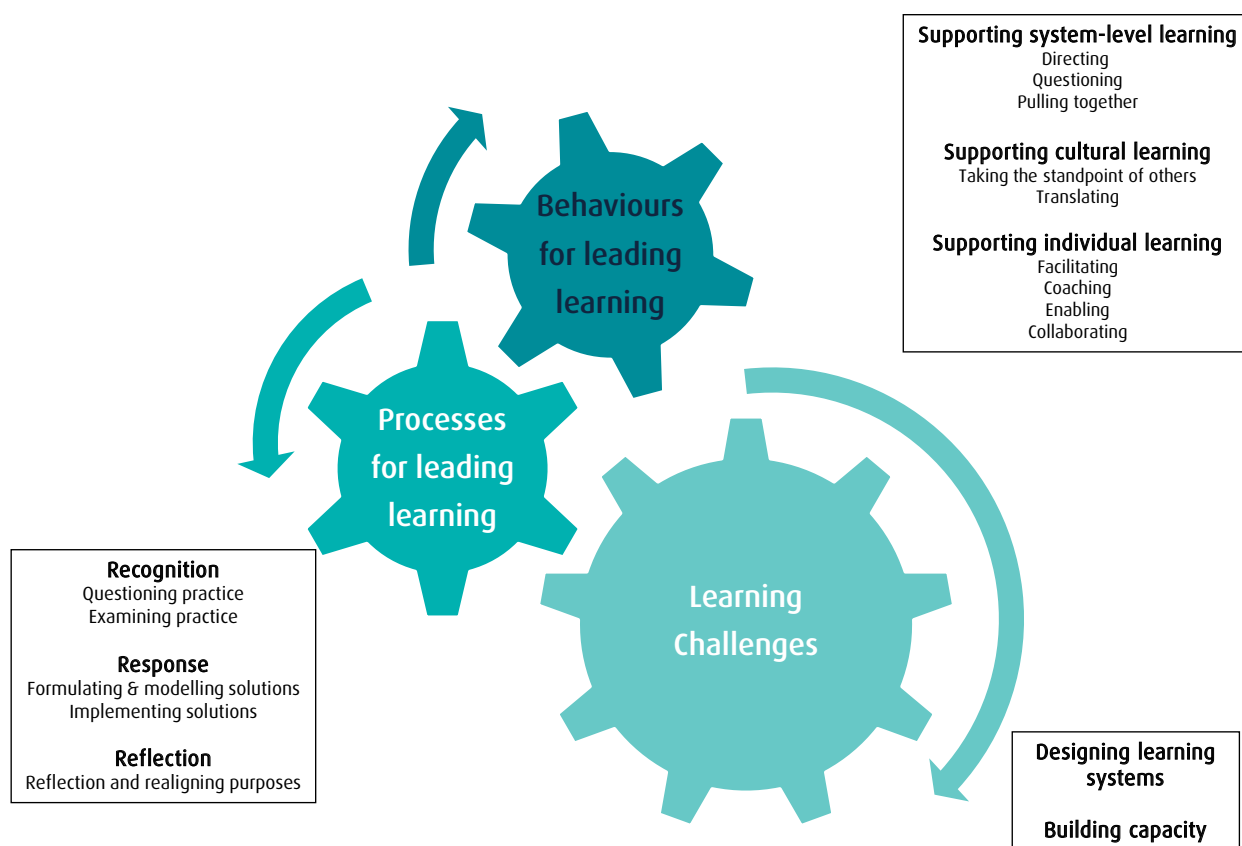 Supporting system-level learning
Directing
Questioning
Pulling together
Supporting cultural learning
Taking the standpoint of others
Translating
Supporting individual learning
Facilitating
Coaching
Enabling
Collaborating
Behaviours
for leading
learning
Processes
for leading
learning
Learning
Challenges
Recognition
Questioning practice
Examining practice
Response
Formulating & modelling solutions
Implementing solutions
Reflection
Reflection and realigning purposes
Designing learning
systems
Building capacity